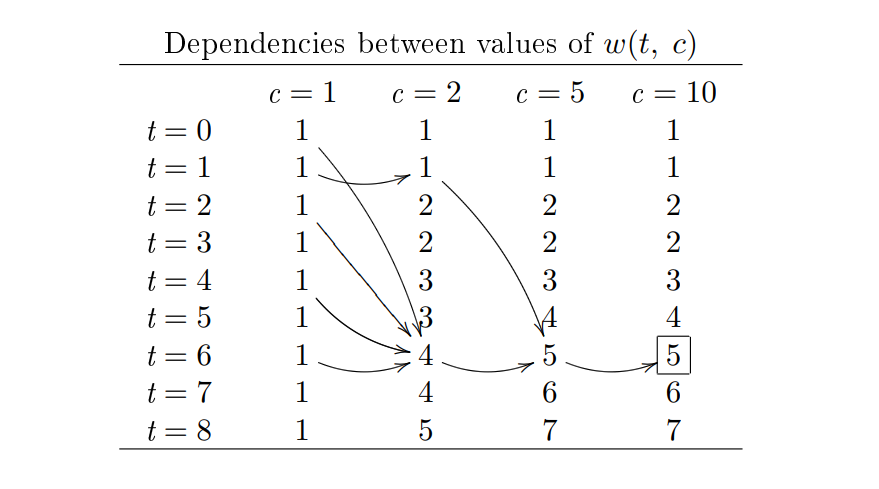 Dependencies between values of w(t, c)
c = 1 c = 2 c = 5 c = 10
t = 0 1 1 1 1
t = 1 1 1 1 1
t = 2 1 2 2 2
t = 3 1 2 2 2
t = 4 1 3 3 3
t = 5 1 3 4 4
t = 6 1 4 5 5
t = 7 1 4 6 6
t = 8 1 5 7 7